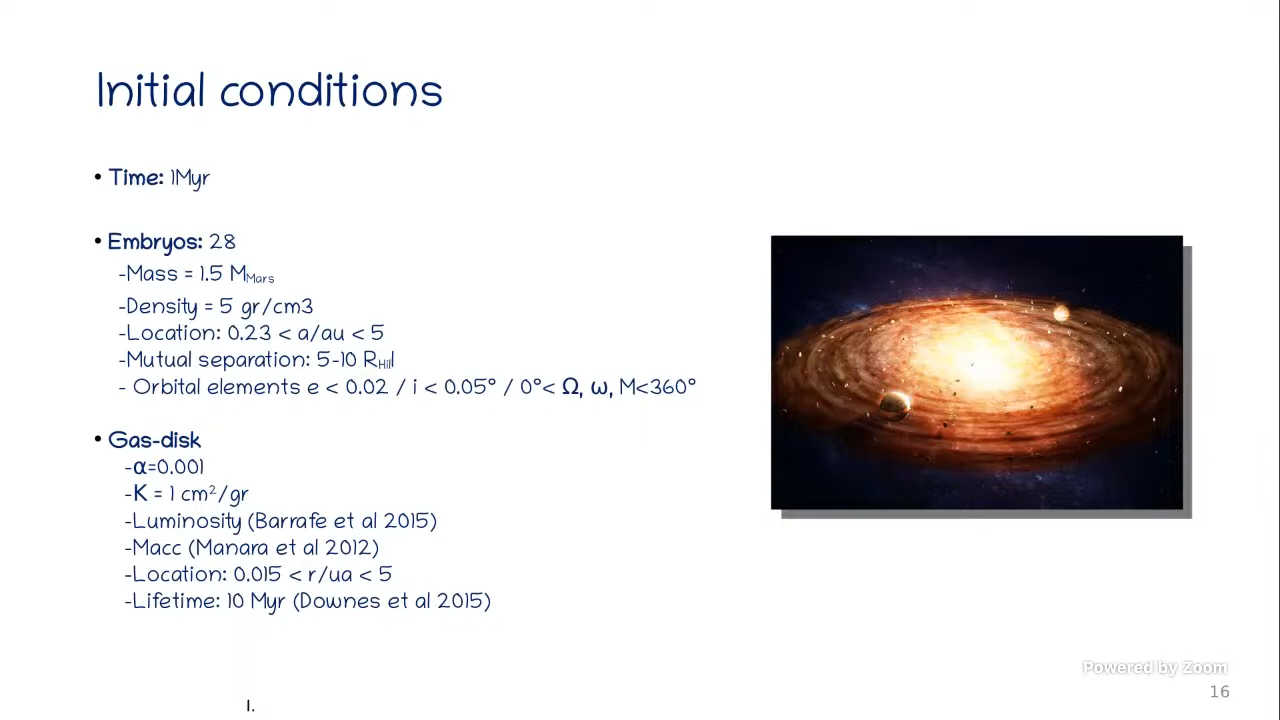 Initial conditions
• Time: 1Myr
• Embryos: 28
-Mass = 1.5 MMars
-Density = 5 gr/cm3
-Location: 0.23 < a/au < 5
-Mutual separation: 5-10 RHill
- Orbital elements e < 0.02 / i < 0.05° / 0°< Ω, ω, M<360°
• Gas-disk
-α=0.001
-K = 1 cm²/gr
-Luminosity (Barrafe et al 2015)
-Macc (Manara et al 2012)
-Location: 0.015 < r/ua < 5
-Lifetime: 10 Myr (Downes et al 2015)
Powered by Zoom
16
I.